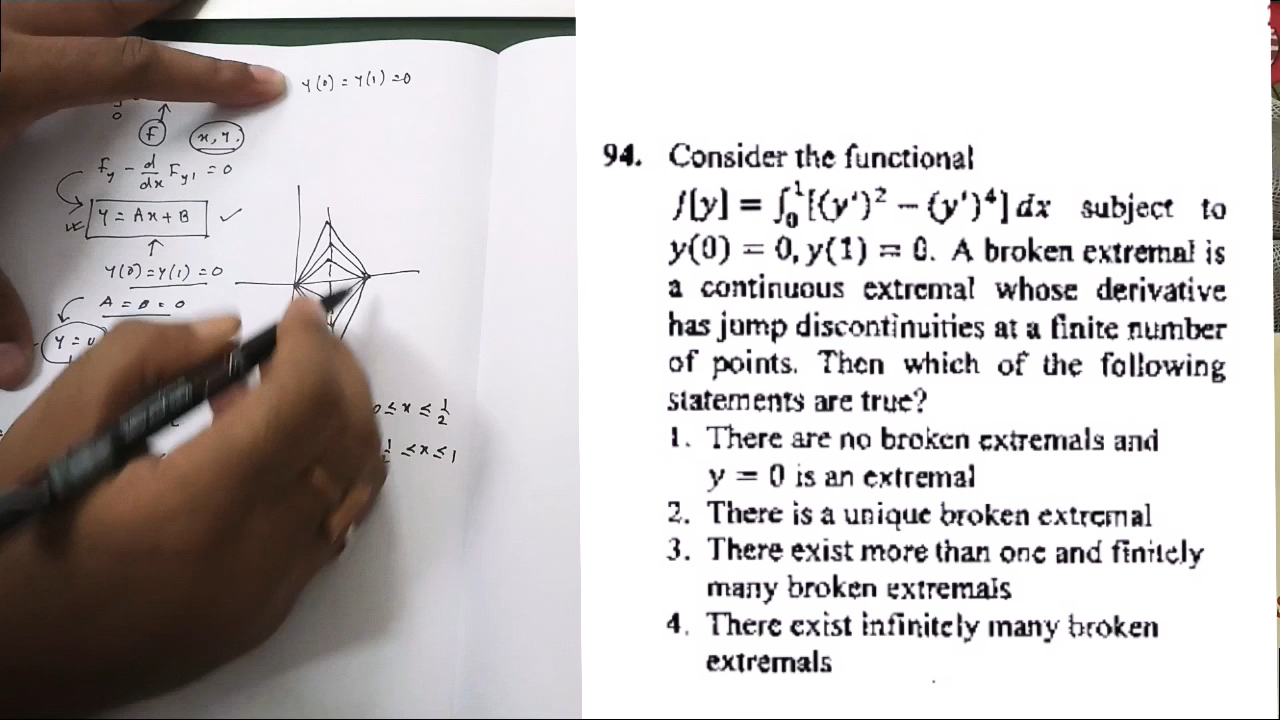 y(0) = y(1) = 0
0
F
x, y.
Fy - d/dx Fy1 = 0
y = Ax + B
y(0) = y(1) = 0
A = B = 0
0 ≤ x ≤ 1/2
1/2 ≤ x ≤ 1
94. Consider the functional
J[y] = ∫₀¹[(y')² − (y')⁴] dx subject to
y(0) = 0, y(1) = 0. A broken extremal is
a continuous extremal whose derivative
has jump discontinuities at a finite number
of points. Then which of the following
statements are true?
1. There are no broken extremals and
y = 0 is an extremal
2. There is a unique broken extremal
3. There exist more than one and finitely
many broken extremals
4. There exist infinitely many broken
extremals